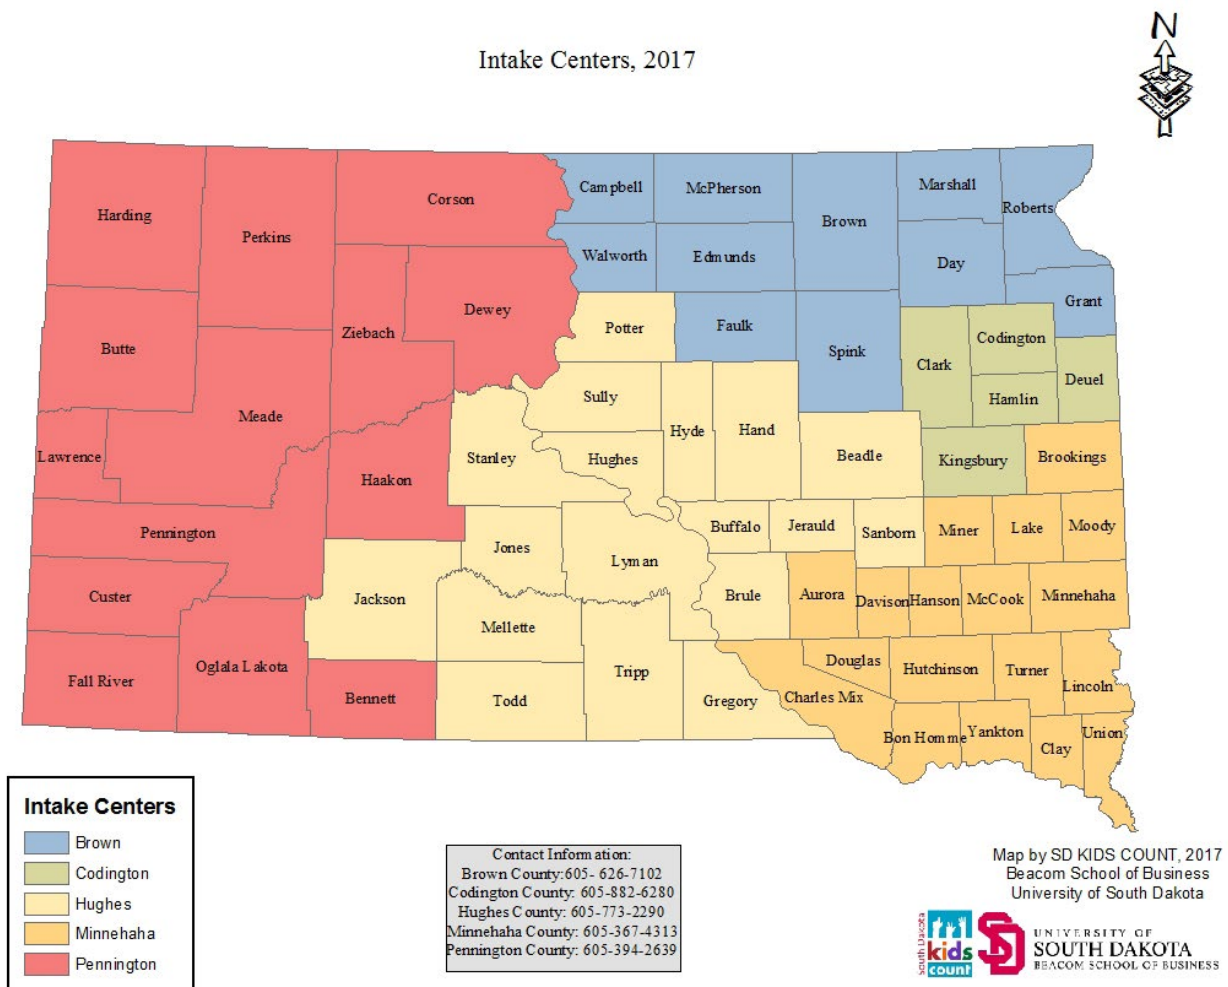 N
Intake Centers, 2017
Campbell
McPherson
Brown
Marshall
Roberts
Harding
Perkins
Corson
Walworth
Edmunds
Day
Grant
Butte
Ziebach
Dewey
Potter
Faulk
Spink
Clark
Codington
Deuel
Hamlin
Meade
Sully
Hyde
Hand
Lawrence
Haakon
Stanley
Hughes
Beadle
Kingsbury
Brookings
Pennington
Jones
Lyman
Buffalo
Jerauld
Sanborn
Miner
Lake
Moody
Custer
Jackson
Brule
Aurora
Davison
Hanson
McCook
Minnehaha
Mellette
Fall River
Oglala Lakota
Bennett
Todd
Tripp
Gregory
Douglas
Charles Mix
Hutchinson
Turner
Lincoln
Bon Homme
Yankton
Clay
Union
Intake Centers
Brown
Codington
Hughes
Minnehaha
Pennington
Contact Information:
Brown County:605- 626-7102
Codington County: 605-882-6280
Hughes County: 605-773-2290
Minnehaha County: 605-367-4313
Pennington County: 605-394-2639
Map by SD KIDS COUNT, 2017
Beacom School of Business
University of South Dakota
South Dakota
kids
count
SD
UNIVERSITY OF
SOUTH DAKOTA
BEACOM SCHOOL OF BUSINESS